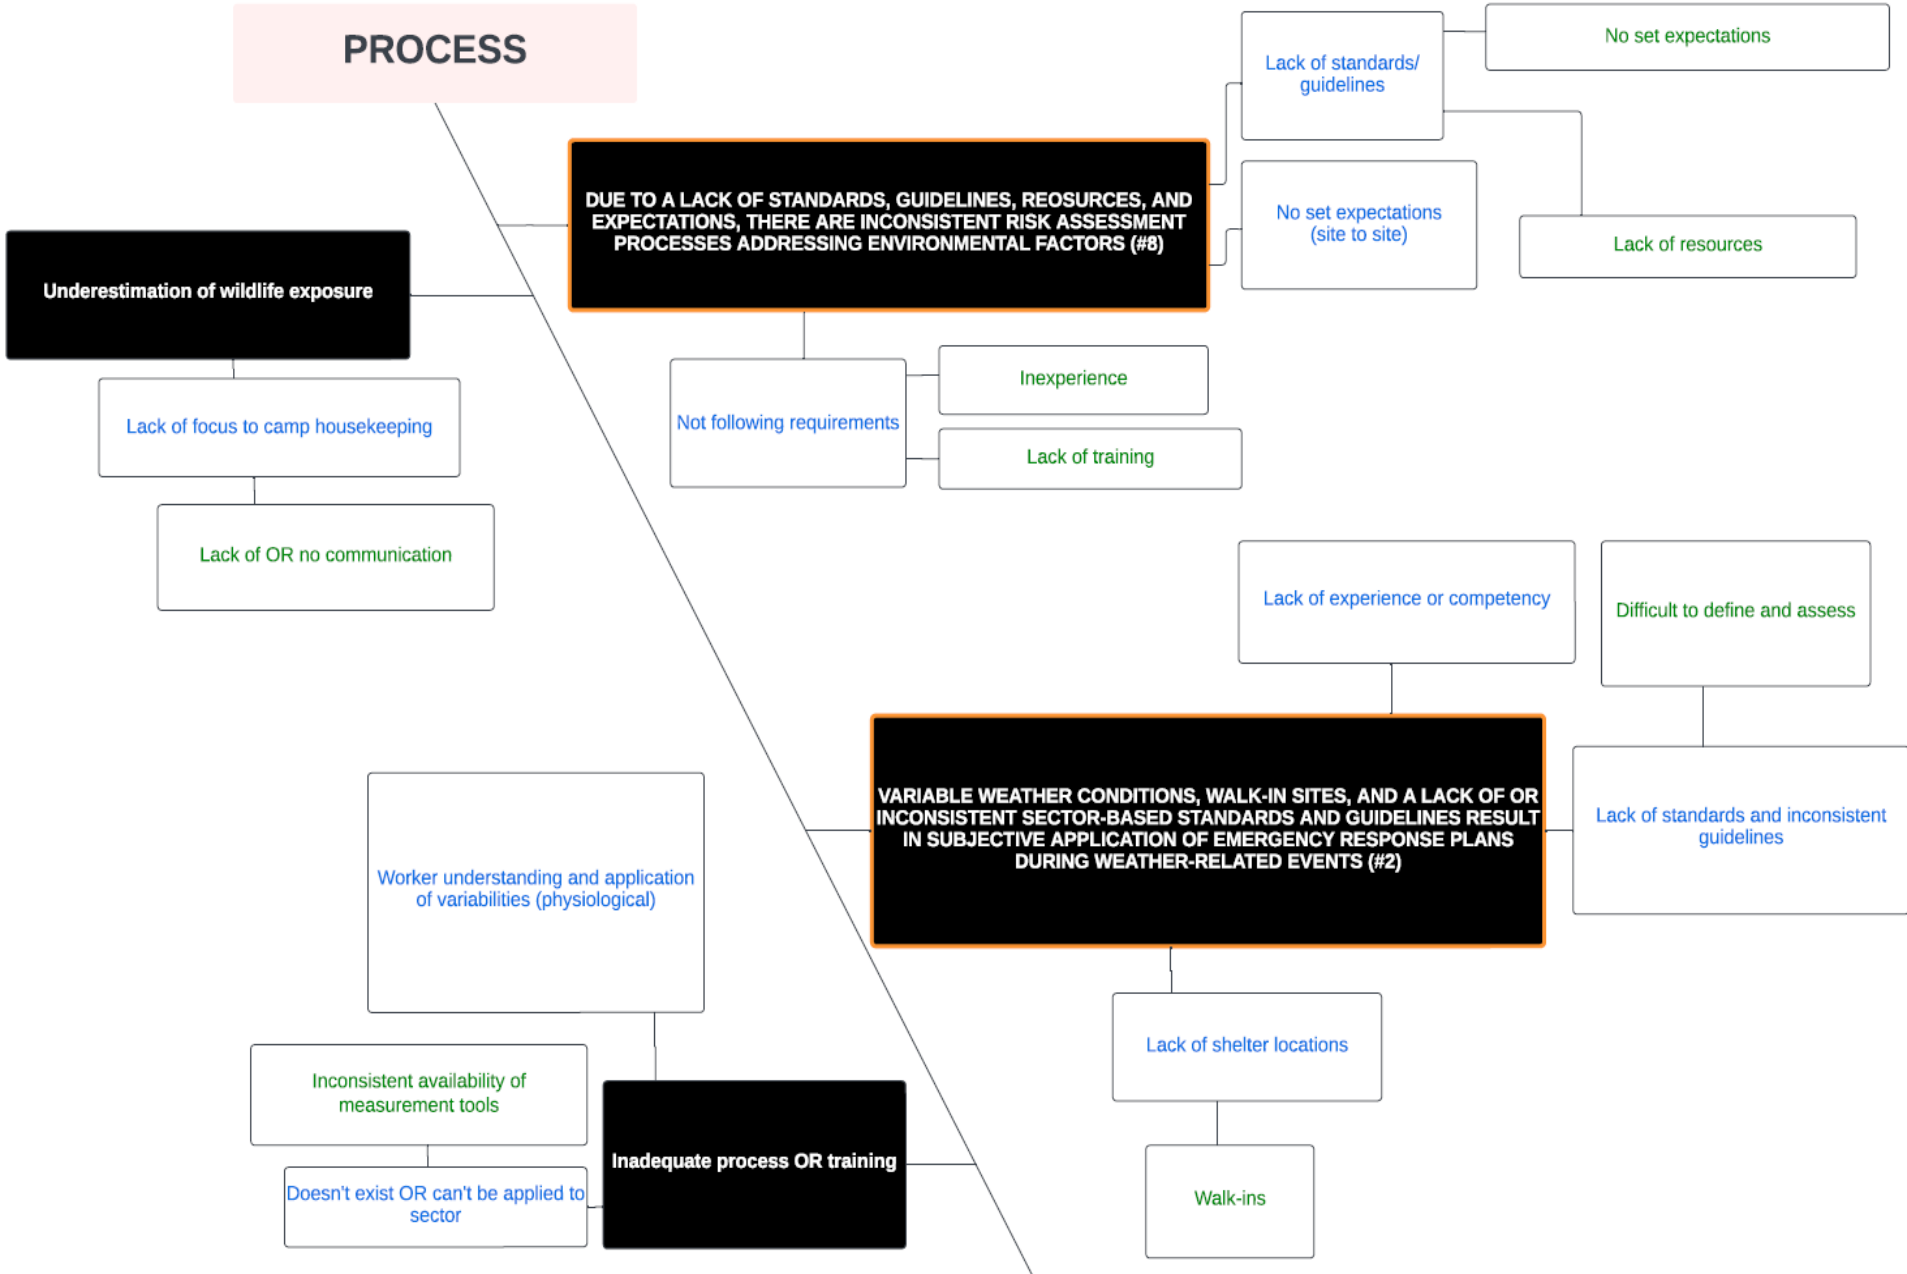 PROCESS
Lack of standards/
guidelines
No set expectations
DUE TO A LACK OF STANDARDS, GUIDELINES, REOSURCES, AND
EXPECTATIONS, THERE ARE INCONSISTENT RISK ASSESSMENT
PROCESSES ADDRESSING ENVIRONMENTAL FACTORS (#8)
No set expectations
(site to site)
Lack of resources
Underestimation of wildlife exposure
Lack of focus to camp housekeeping
Lack of OR no communication
Not following requirements
Inexperience
Lack of training
Lack of experience or competency
Difficult to define and assess
VARIABLE WEATHER CONDITIONS, WALK-IN SITES, AND A LACK OF OR
INCONSISTENT SECTOR-BASED STANDARDS AND GUIDELINES RESULT
IN SUBJECTIVE APPLICATION OF EMERGENCY RESPONSE PLANS
DURING WEATHER-RELATED EVENTS (#2)
Lack of standards and inconsistent
guidelines
Worker understanding and application
of variabilities (physiological)
Lack of shelter locations
Inconsistent availability of
measurement tools
Inadequate process OR training
Doesn't exist OR can't be applied to
sector
Walk-ins